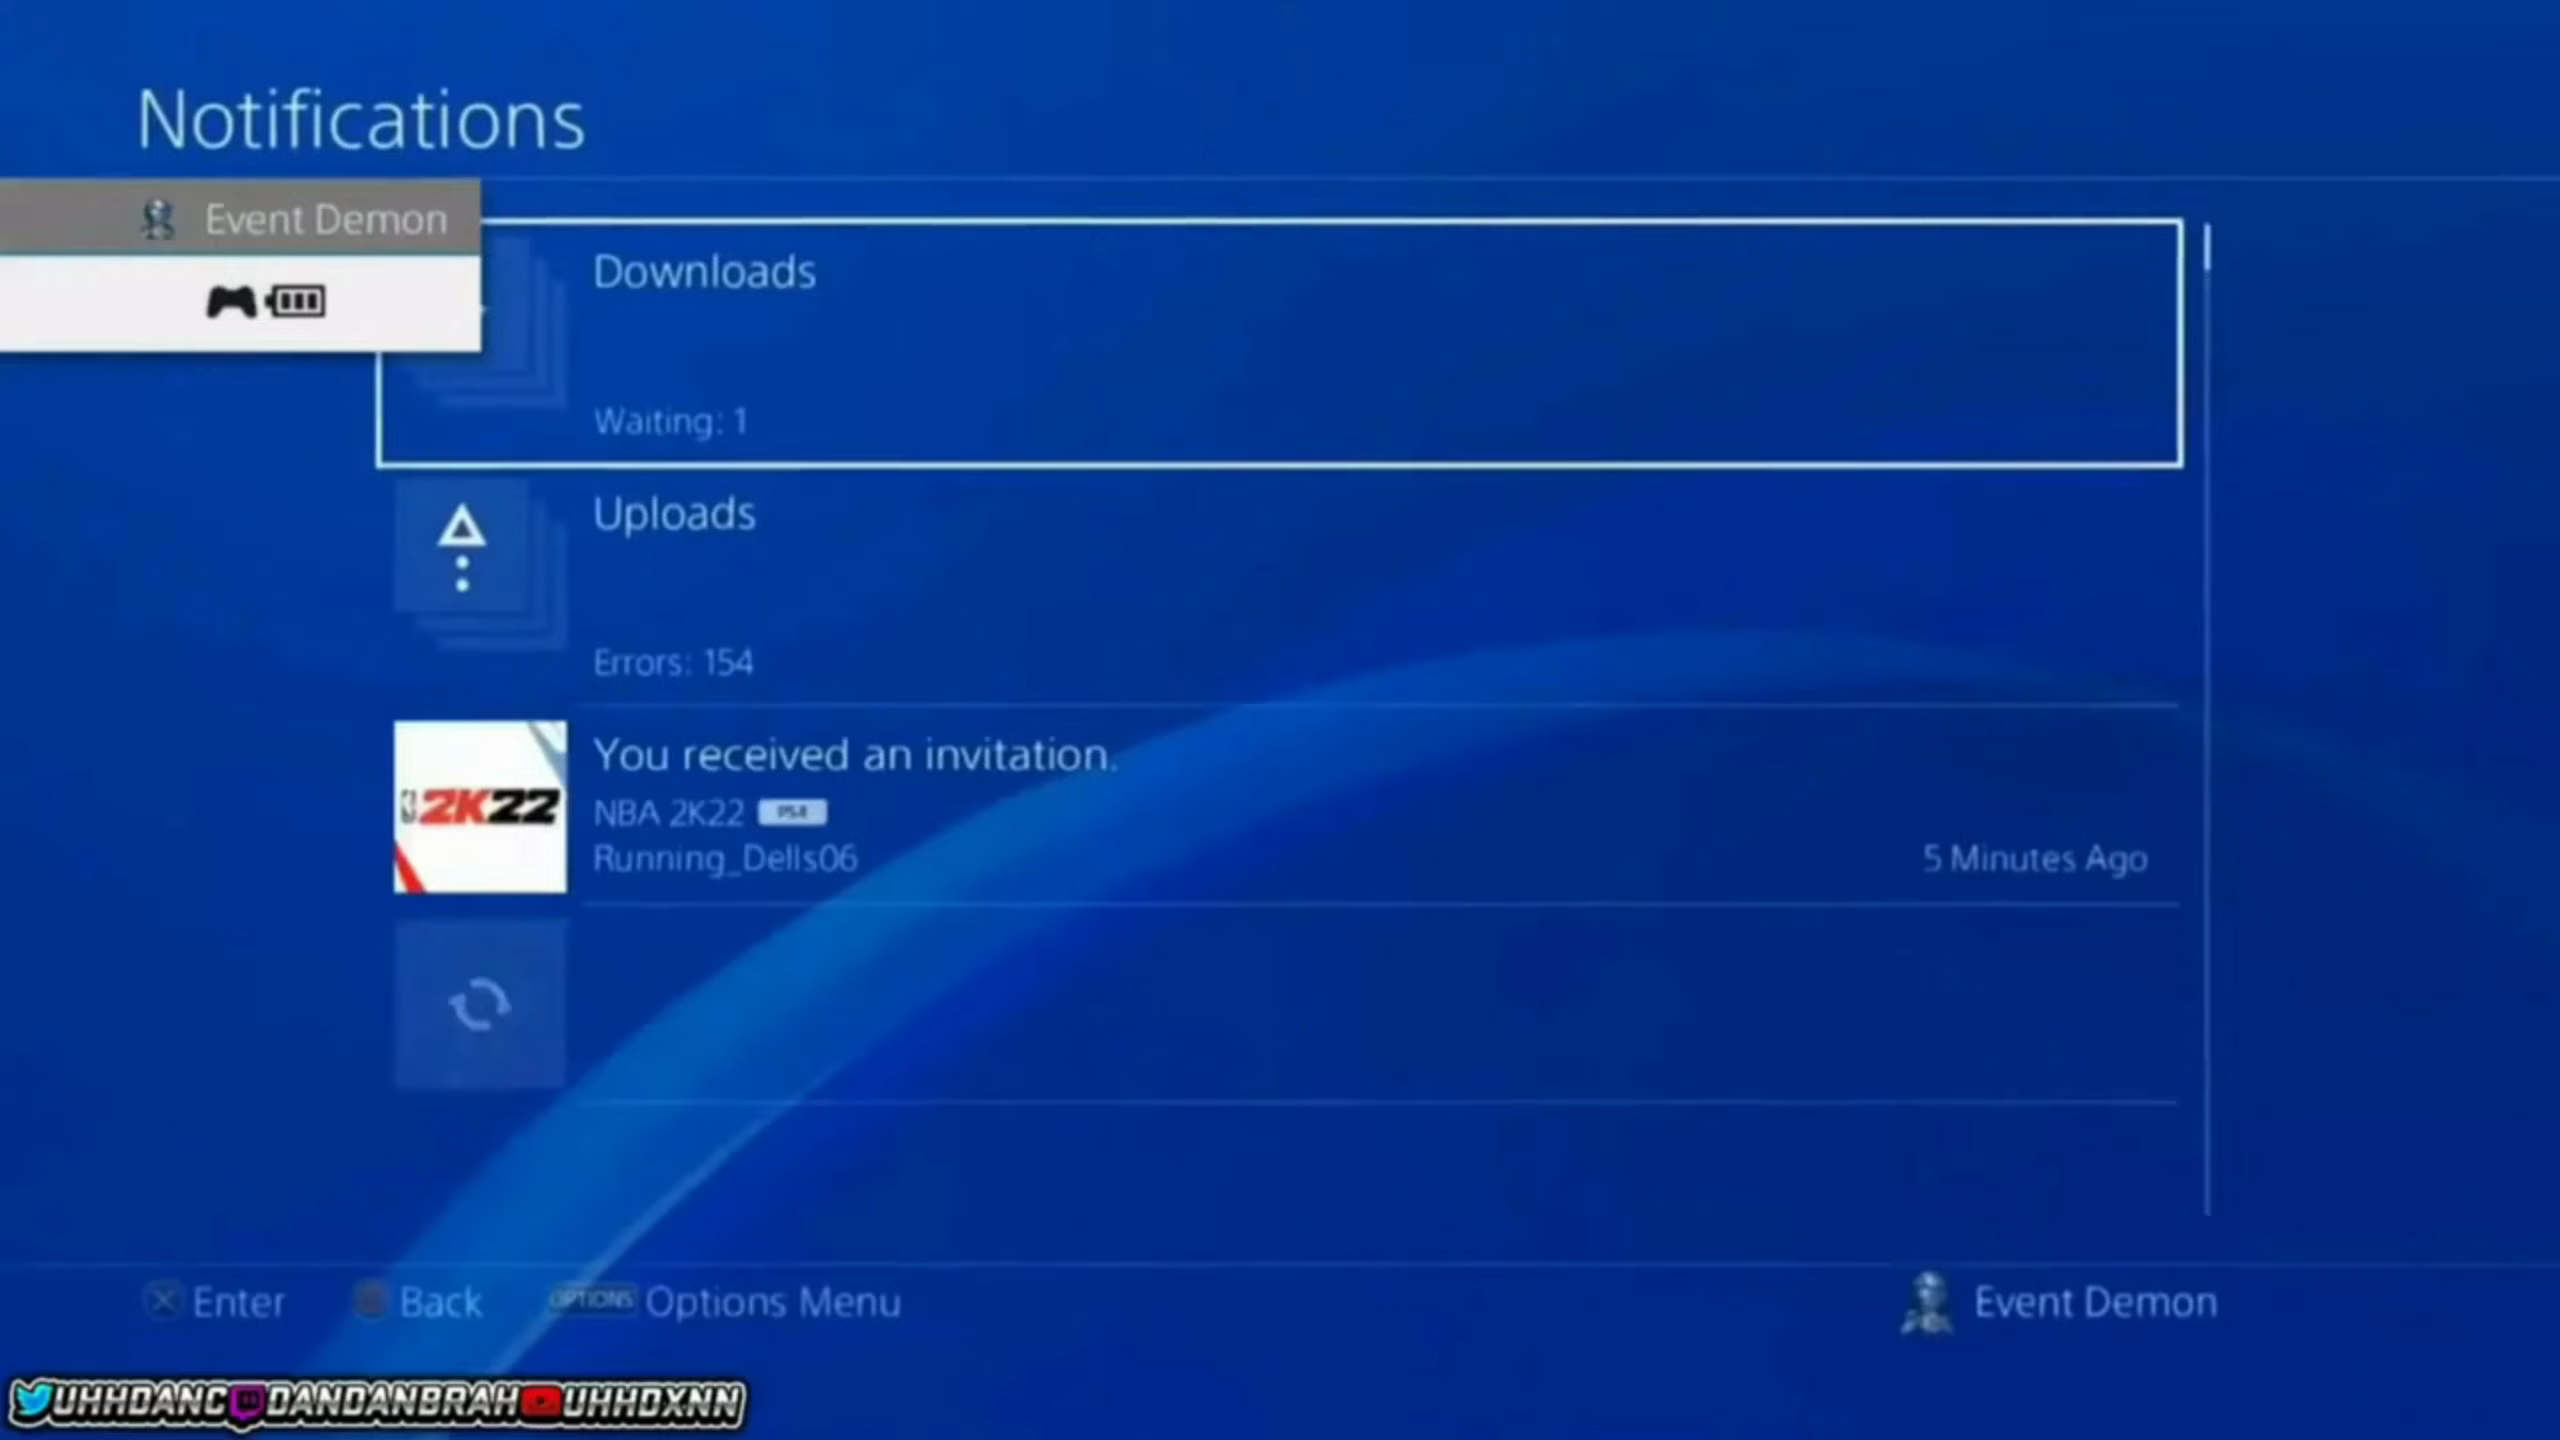 Notifications
Event Demon
Downloads
Waiting: 1
Uploads
Errors: 154
You received an invitation.
2K22
NBA 2K22 PS4
Running_Dells06
5 Minutes Ago
Enter
Back
OPTIONS Options Menu
Event Demon
UHHDANC DANDANBRAH UHHDXNN